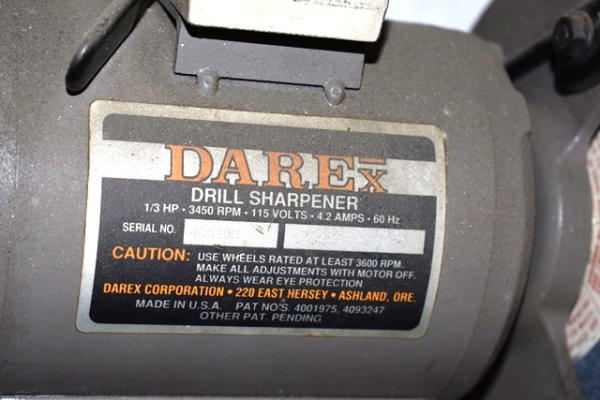 DAREX
DRILL SHARPENER
1/3 HP • 3450 RPM • 115 VOLTS • 4.2 AMPS • 60 Hz
SERIAL NO.
CAUTION: USE WHEELS RATED AT LEAST 3600 RPM.
MAKE ALL ADJUSTMENTS WITH MOTOR OFF.
ALWAYS WEAR EYE PROTECTION
DAREX CORPORATION • 220 EAST HERSEY • ASHLAND, ORE.
MADE IN U.S.A. PAT NO'S. 4001975, 4093247
OTHER PAT. PENDING